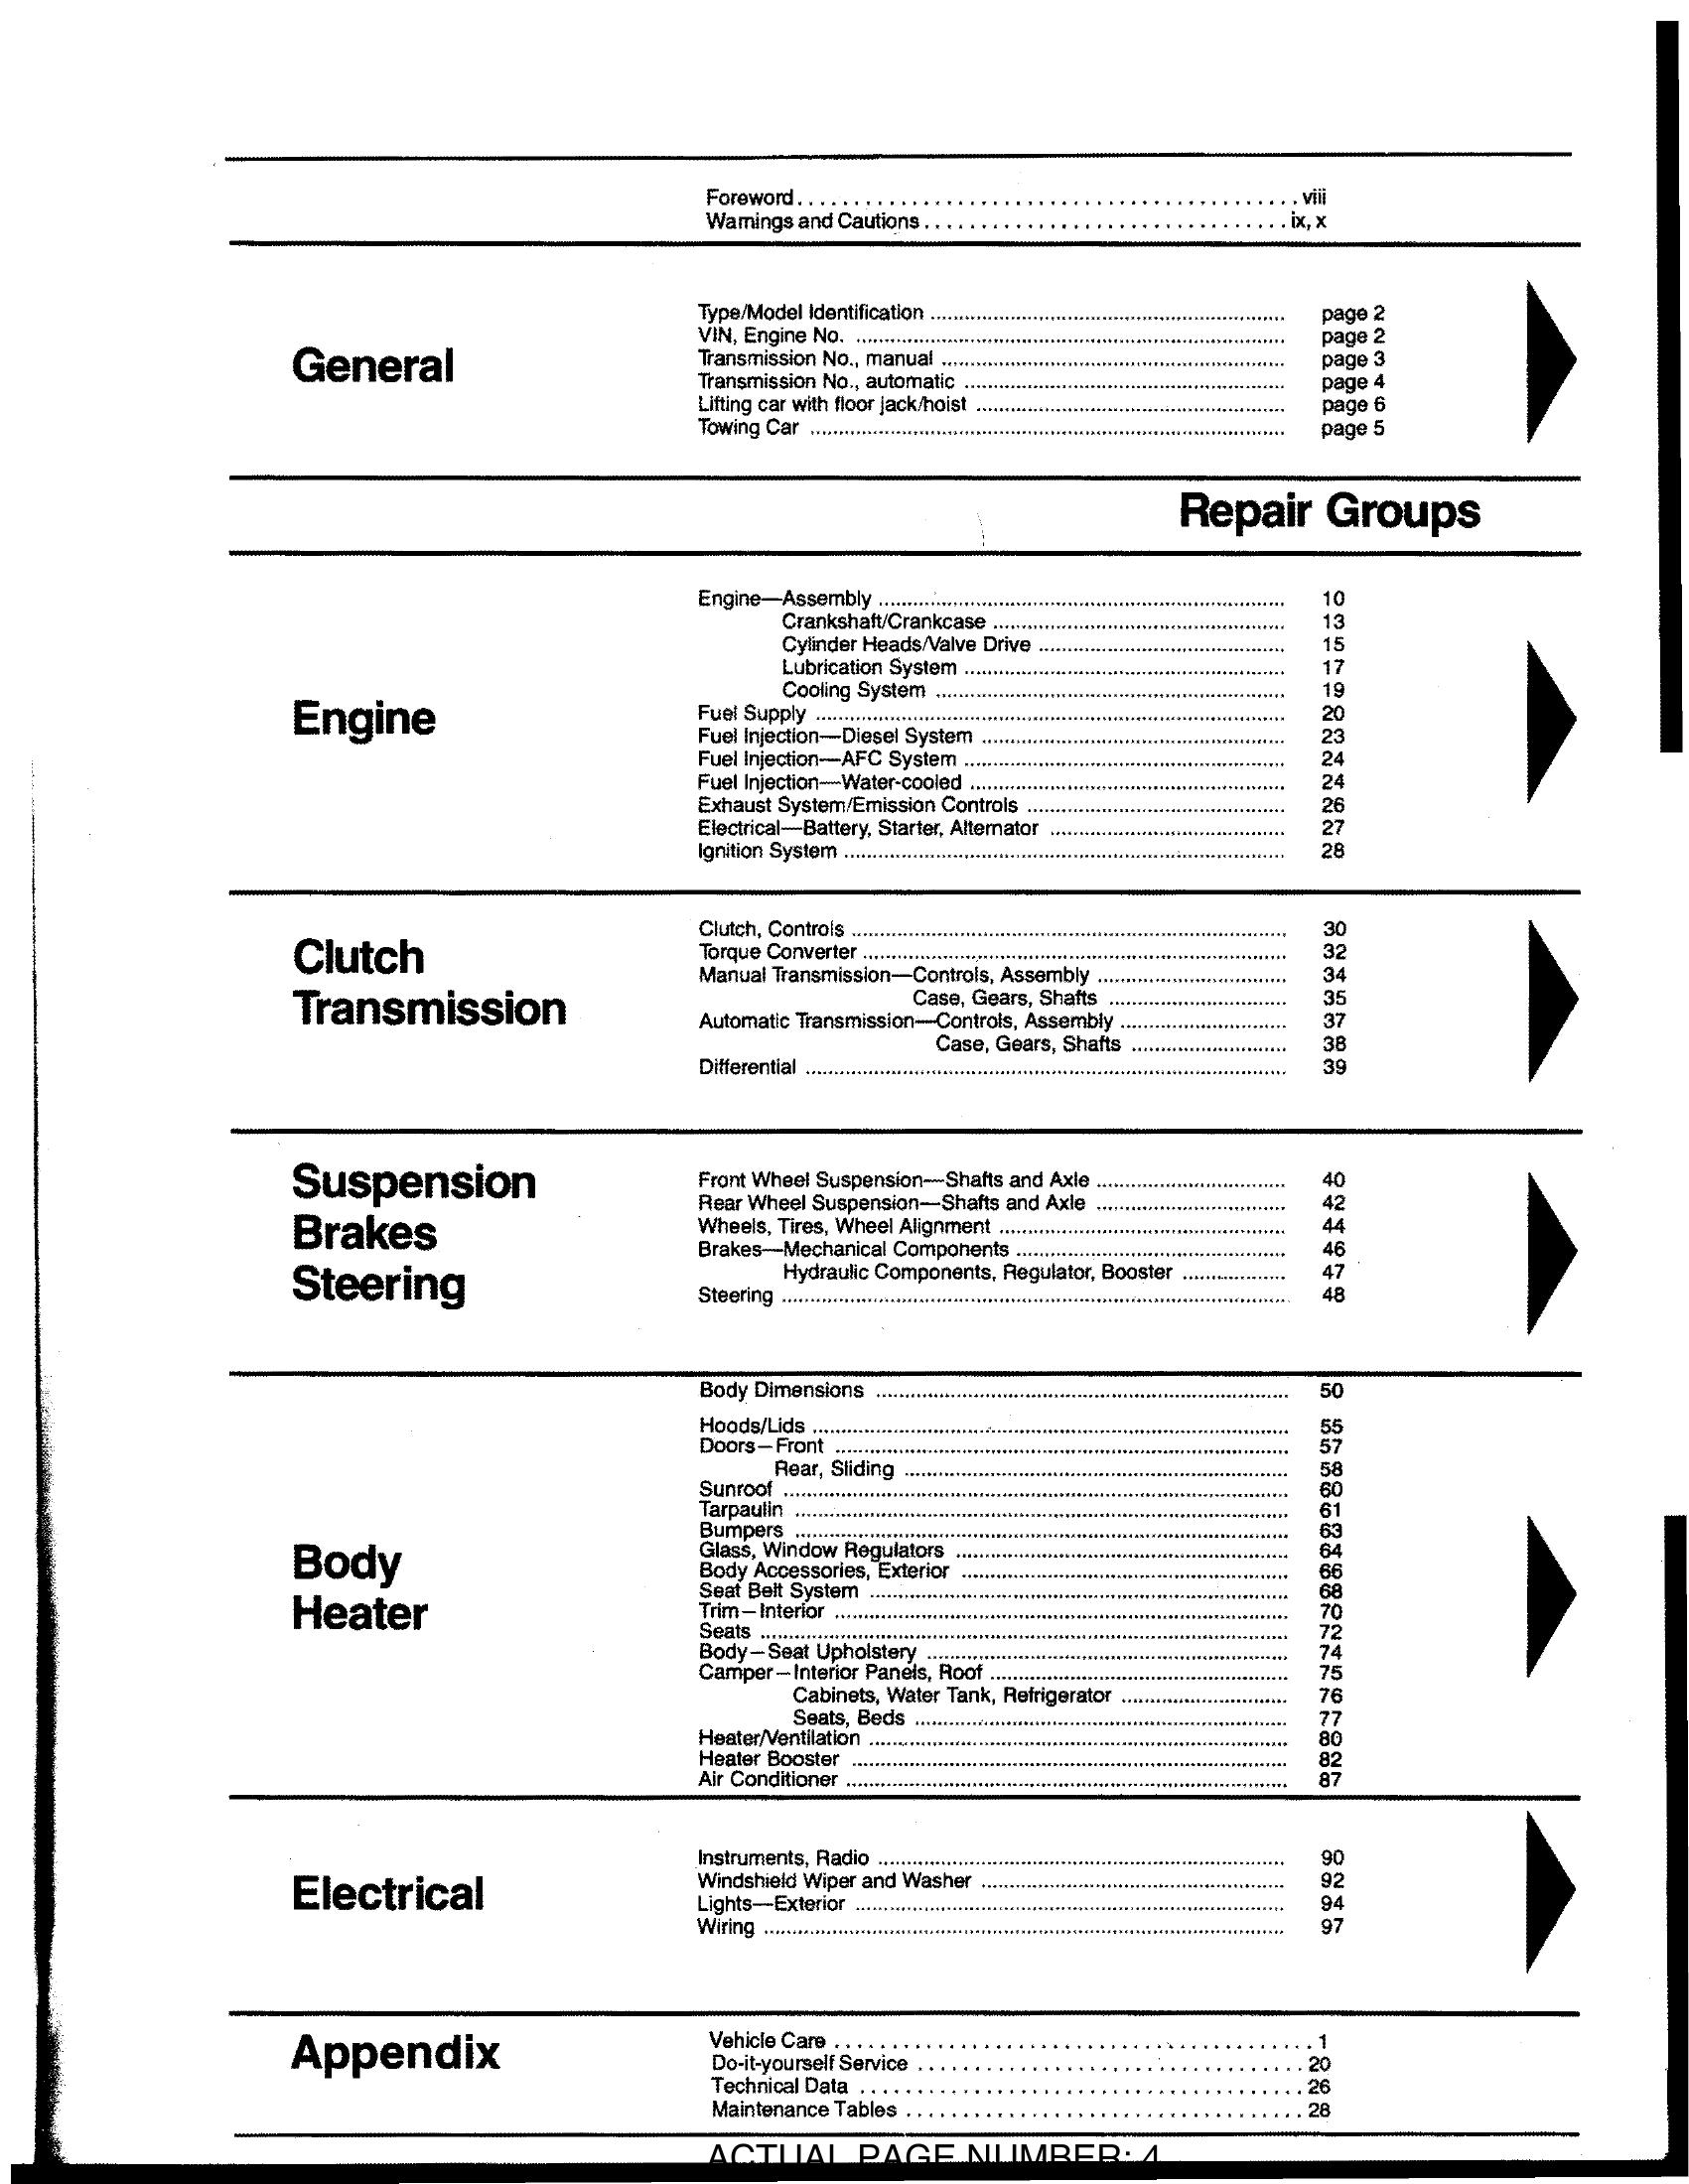 Foreword............................................viii
Warnings and Cautions................................ix, x
General
Type/Model Identification .............................................................. page 2
VIN, Engine No. ........................................................................... page 2
Transmission No., manual ............................................................ page 3
Transmission No., automatic ........................................................ page 4
Lifting car with floor jack/hoist ...................................................... page 6
Towing Car ................................................................................... page 5
Repair Groups
Engine
Engine—Assembly ....................................................................... 10
Crankshaft/Crankcase ................................................... 13
Cylinder Heads/Valve Drive ........................................... 15
Lubrication System ........................................................ 17
Cooling System ............................................................. 19
Fuel Supply .................................................................................. 20
Fuel Injection—Diesel System ..................................................... 23
Fuel Injection—AFC System ........................................................ 24
Fuel Injection—Water-cooled ....................................................... 24
Exhaust System/Emission Controls ............................................. 26
Electrical—Battery, Starter, Alternator ......................................... 27
Ignition System ............................................................................. 28
Clutch
Transmission
Clutch, Controls ............................................................................ 30
Torque Converter .......................................................................... 32
Manual Transmission—Controls, Assembly ................................. 34
Case, Gears, Shafts ............................... 35
Automatic Transmission—Controls, Assembly ............................. 37
Case, Gears, Shafts ........................... 38
Differential .................................................................................... 39
Suspension
Brakes
Steering
Front Wheel Suspension—Shafts and Axle ................................. 40
Rear Wheel Suspension—Shafts and Axle ................................. 42
Wheels, Tires, Wheel Alignment .................................................. 44
Brakes—Mechanical Components ............................................... 46
Hydraulic Components, Regulator, Booster .................. 47
Steering ........................................................................................ 48
Body
Heater
Body Dimensions ......................................................................... 50
Hoods/Lids .................................................................................... 55
Doors—Front ................................................................................ 57
Rear, Sliding .................................................................... 58
Sunroof ......................................................................................... 60
Tarpaulin ....................................................................................... 61
Bumpers ....................................................................................... 63
Glass, Window Regulators ........................................................... 64
Body Accessories, Exterior .......................................................... 66
Seat Belt System .......................................................................... 68
Trim—Interior ................................................................................ 70
Seats ............................................................................................. 72
Body—Seat Upholstery ................................................................ 74
Camper—Interior Panels, Roof ..................................................... 75
Cabinets, Water Tank, Refrigerator ............................. 76
Seats, Beds ................................................................. 77
Heater/Ventilation ......................................................................... 80
Heater Booster ............................................................................. 82
Air Conditioner .............................................................................. 87
Electrical
Instruments, Radio ....................................................................... 90
Windshield Wiper and Washer ..................................................... 92
Lights—Exterior ........................................................................... 94
Wiring ........................................................................................... 97
Appendix
Vehicle Care..........................................1
Do-it-yourself Service ..................................20
Technical Data .......................................26
Maintenance Tables ...................................28
ACTUAL PAGE NUMBER: 4